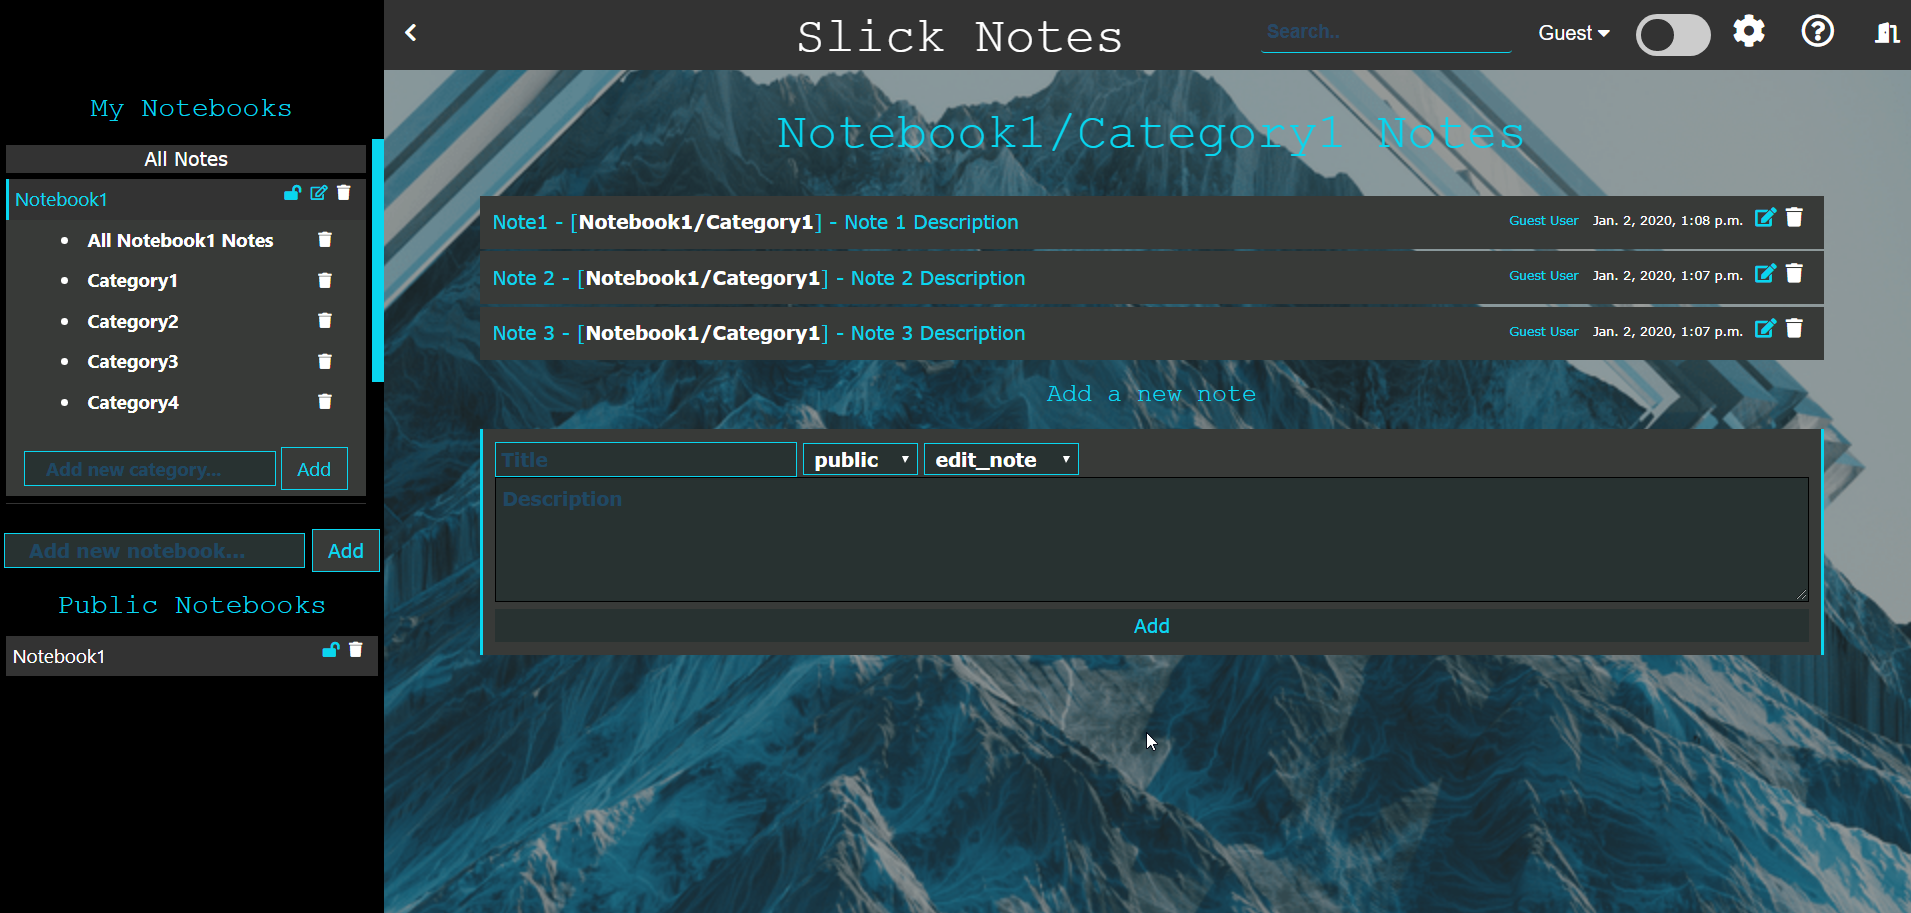 Slick Notes
Search..
Guest
My Notebooks
All Notes
Notebook1
All Notebook1 Notes
Category1
Category2
Category3
Category4
Add new category...
Add
Add new notebook...
Add
Public Notebooks
Notebook1
Notebook1/Category1 Notes
Note1 - [Notebook1/Category1] - Note 1 Description Guest User Jan. 2, 2020, 1:08 p.m.
Note 2 - [Notebook1/Category1] - Note 2 Description Guest User Jan. 2, 2020, 1:07 p.m.
Note 3 - [Notebook1/Category1] - Note 3 Description Guest User Jan. 2, 2020, 1:07 p.m.
Add a new note
Title public edit_note
Description
Add